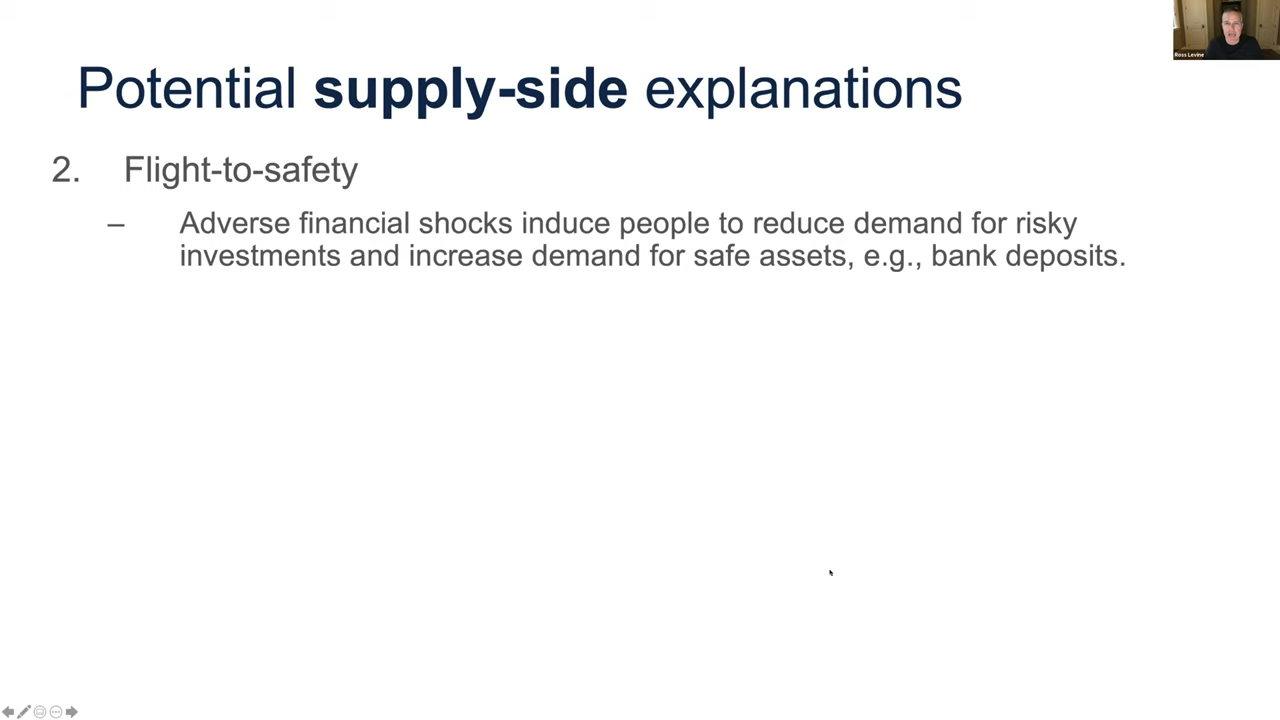 Ross Levine
Potential supply-side explanations
2. Flight-to-safety
– Adverse financial shocks induce people to reduce demand for risky
investments and increase demand for safe assets, e.g., bank deposits.